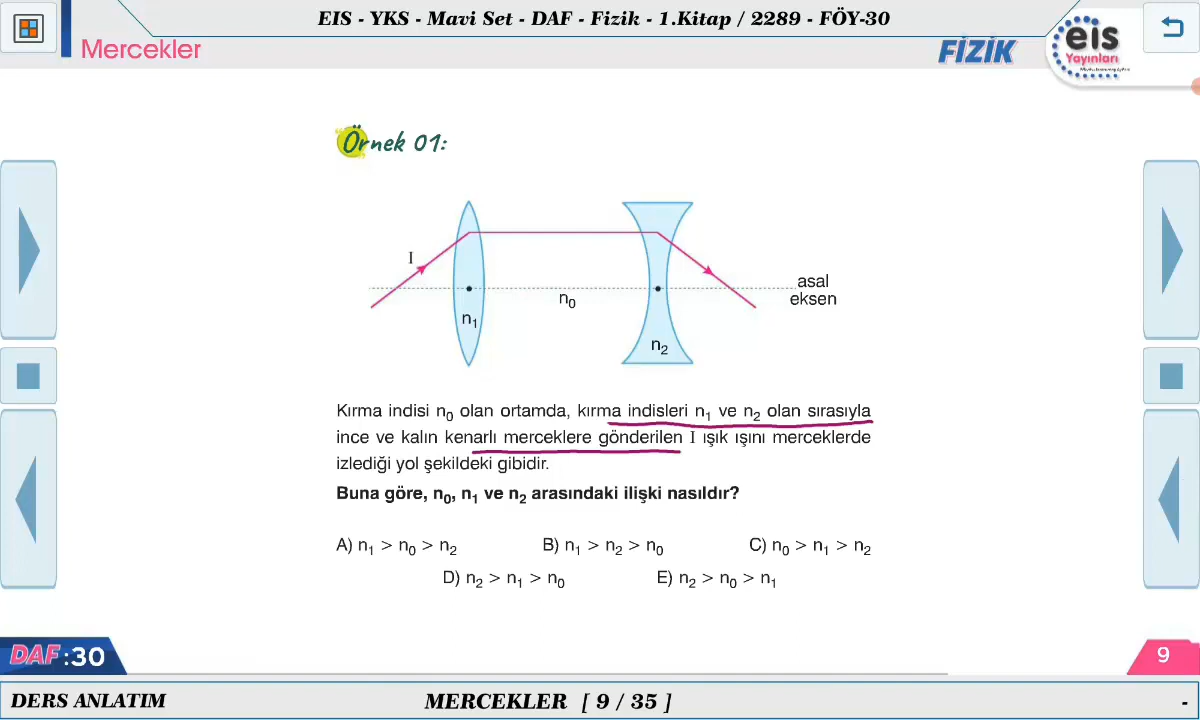 EIS - YKS - Mavi Set - DAF - Fizik - 1.Kitap / 2289 - FÖY-30
Mercekler
FİZİK
eis
Yayınları
Örnek 01:
I
asal
eksen
n₀
n₁
n₂
Kırma indisi n₀ olan ortamda, kırma indisleri n₁ ve n₂ olan sırasıyla
ince ve kalın kenarlı merceklere gönderilen I ışık ışını merceklerde
izlediği yol şekildeki gibidir.
Buna göre, n₀, n₁ ve n₂ arasındaki ilişki nasıldır?
A) n₁ > n₀ > n₂ B) n₁ > n₂ > n₀ C) n₀ > n₁ > n₂
D) n₂ > n₁ > n₀ E) n₂ > n₀ > n₁
DAF:30
9
DERS ANLATIM MERCEKLER [ 9 / 35 ] -